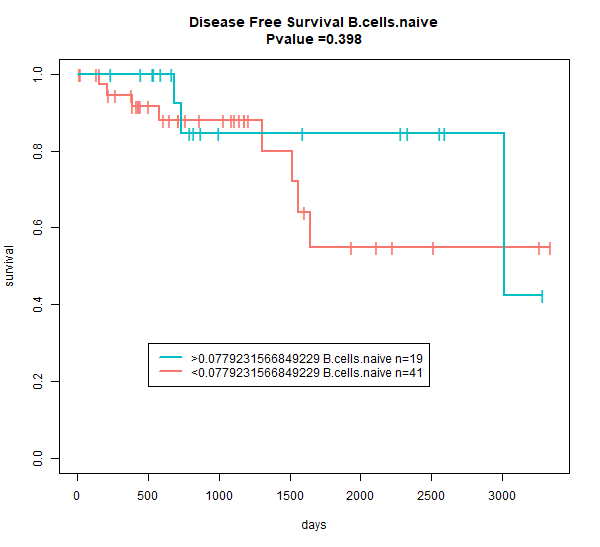 Disease Free Survival B.cells.naive
Pvalue =0.398
1.0
0.8
0.6
0.4
0.2
0.0
survival
>0.0779231566849229 B.cells.naive n=19
<0.0779231566849229 B.cells.naive n=41
0 500 1000 1500 2000 2500 3000
days